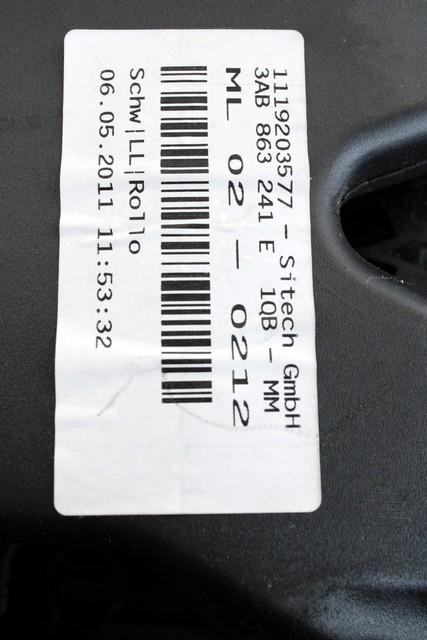 1119203577 - Sitech GmbH
3AB 863 241 E 1QB - MM
ML 02 - 0212
Schw|LL|Rollo
06.05.2011 11:53:32